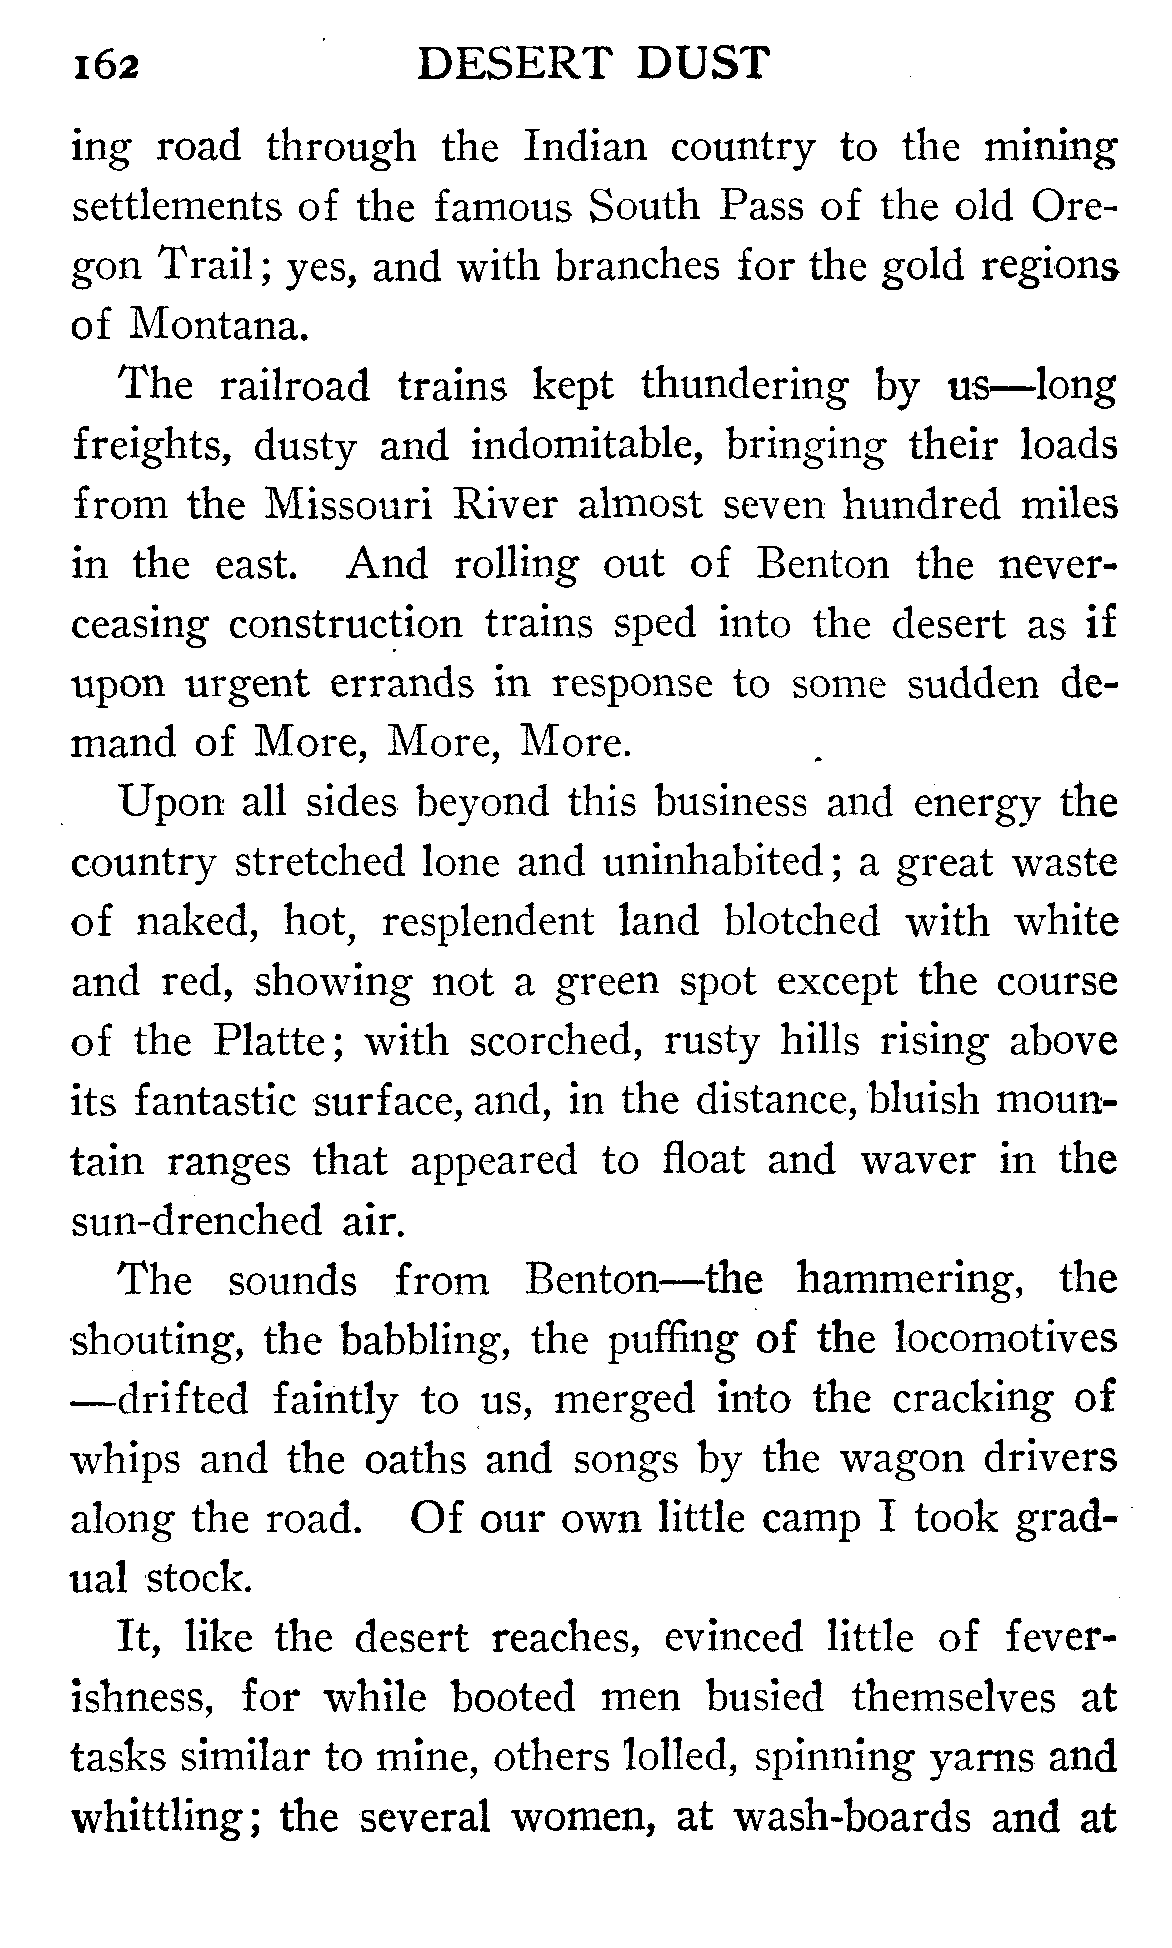 162 DESERT DUST
ing road through the Indian country to the mining
settlements of the famous South Pass of the old Ore-
gon Trail; yes, and with branches for the gold regions
of Montana.
The railroad trains kept thundering by us—long
freights, dusty and indomitable, bringing their loads
from the Missouri River almost seven hundred miles
in the east. And rolling out of Benton the never-
ceasing construction trains sped into the desert as if
upon urgent errands in response to some sudden de-
mand of More, More, More.
Upon all sides beyond this business and energy the
country stretched lone and uninhabited; a great waste
of naked, hot, resplendent land blotched with white
and red, showing not a green spot except the course
of the Platte; with scorched, rusty hills rising above
its fantastic surface, and, in the distance, bluish moun-
tain ranges that appeared to float and waver in the
sun-drenched air.
The sounds from Benton—the hammering, the
shouting, the babbling, the puffing of the locomotives
—drifted faintly to us, merged into the cracking of
whips and the oaths and songs by the wagon drivers
along the road. Of our own little camp I took grad-
ual stock.
It, like the desert reaches, evinced little of fever-
ishness, for while booted men busied themselves at
tasks similar to mine, others lolled, spinning yarns and
whittling; the several women, at wash-boards and at